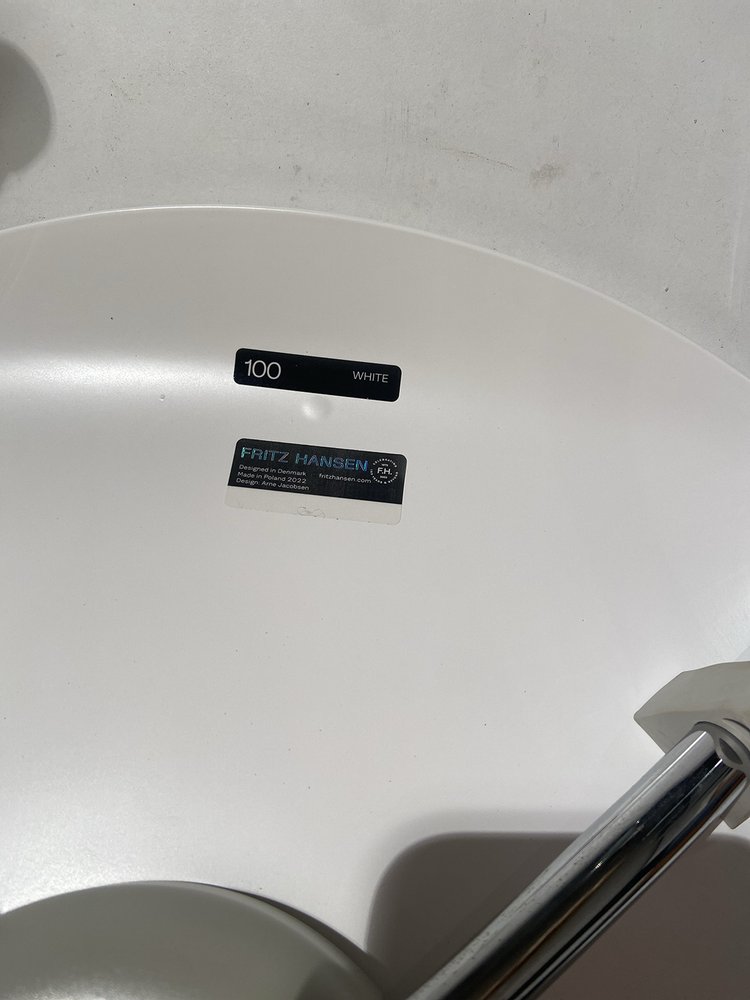 100 WHITE
FRITZ HANSEN
Designed in Denmark
Made in Poland 2022 fritzhansen.com
Design: Arne Jacobsen
F.H.